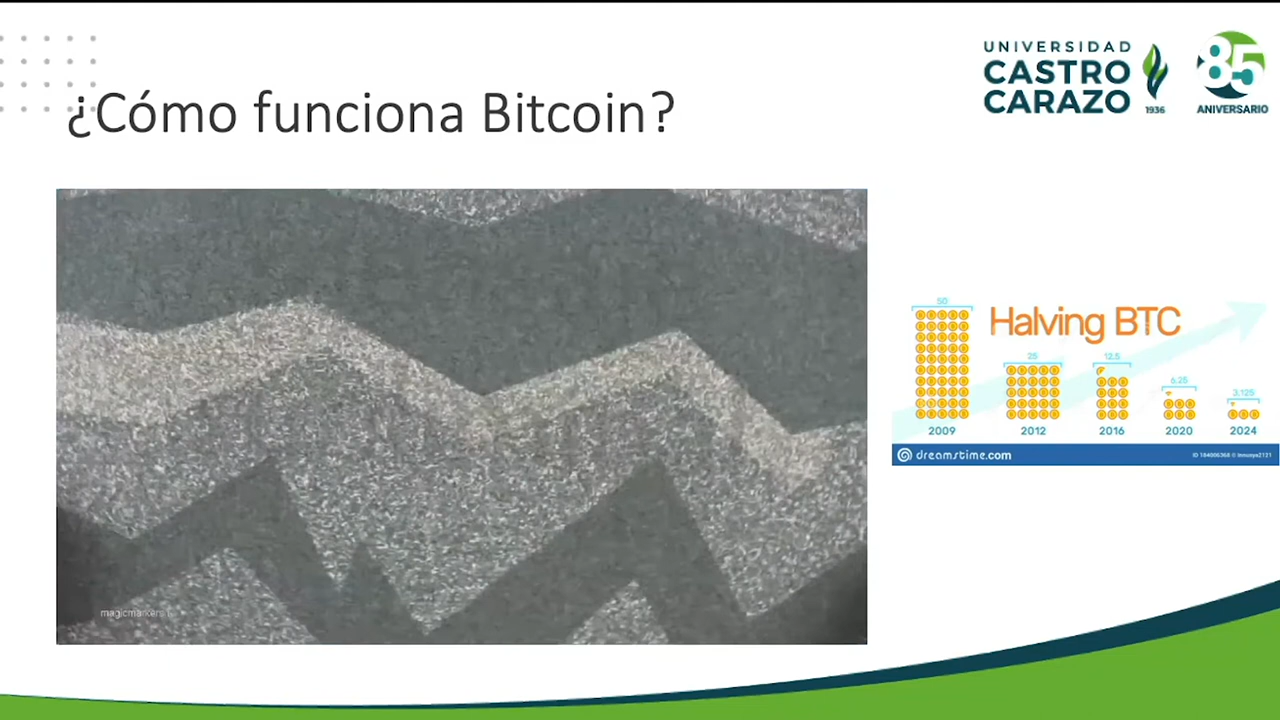 UNIVERSIDAD
CASTRO
CARAZO
1936
85
ANIVERSARIO
¿Cómo funciona Bitcoin?
50
Halving BTC
25
12,5
6,25
3,125
2009
2012
2016
2020
2024
dreamstime.com